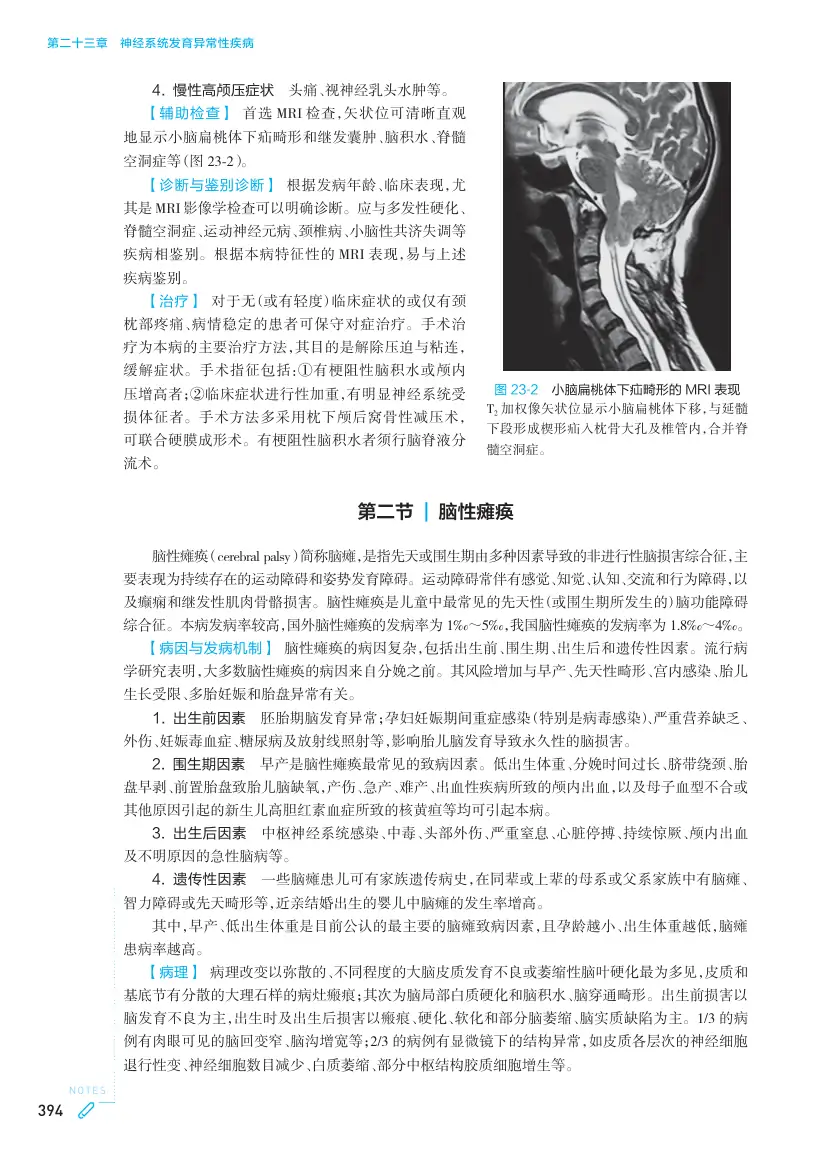 第二十三章　神经系统发育异常性疾病
4. 慢性高颅压症状　头痛、视神经乳头水肿等。
【辅助检查】 首选 MRI 检查,矢状位可清晰直观
地显示小脑扁桃体下疝畸形和继发囊肿、脑积水、脊髓
空洞症等(图 23-2)。
【诊断与鉴别诊断】 根据发病年龄、临床表现,尤
其是 MRI 影像学检查可以明确诊断。应与多发性硬化、
脊髓空洞症、运动神经元病、颈椎病、小脑性共济失调等
疾病相鉴别。根据本病特征性的 MRI 表现,易与上述
疾病鉴别。
【治疗】 对于无(或有轻度)临床症状的或仅有颈
枕部疼痛、病情稳定的患者可保守对症治疗。手术治
疗为本病的主要治疗方法,其目的是解除压迫与粘连,
缓解症状。手术指征包括:①有梗阻性脑积水或颅内
压增高者;②临床症状进行性加重,有明显神经系统受
损体征者。手术方法多采用枕下颅后窝骨性减压术,
可联合硬膜成形术。有梗阻性脑积水者须行脑脊液分
流术。
图 23-2　小脑扁桃体下疝畸形的 MRI 表现
T₂ 加权像矢状位显示小脑扁桃体下移,与延髓
下段形成楔形疝入枕骨大孔及椎管内,合并脊
髓空洞症。
第二节 | 脑性瘫痪
脑性瘫痪(cerebral palsy)简称脑瘫,是指先天或围生期由多种因素导致的非进行性脑损害综合征,主
要表现为持续存在的运动障碍和姿势发育障碍。运动障碍常伴有感觉、知觉、认知、交流和行为障碍,以
及癫痫和继发性肌肉骨骼损害。脑性瘫痪是儿童中最常见的先天性(或围生期所发生的)脑功能障碍
综合征。本病发病率较高,国外脑性瘫痪的发病率为 1‰～5‰,我国脑性瘫痪的发病率为 1.8‰～4‰。
【病因与发病机制】 脑性瘫痪的病因复杂,包括出生前、围生期、出生后和遗传性因素。流行病
学研究表明,大多数脑性瘫痪的病因来自分娩之前。其风险增加与早产、先天性畸形、宫内感染、胎儿
生长受限、多胎妊娠和胎盘异常有关。
1. 出生前因素　胚胎期脑发育异常;孕妇妊娠期间重症感染(特别是病毒感染)、严重营养缺乏、
外伤、妊娠毒血症、糖尿病及放射线照射等,影响胎儿脑发育导致永久性的脑损害。
2. 围生期因素　早产是脑性瘫痪最常见的致病因素。低出生体重、分娩时间过长、脐带绕颈、胎
盘早剥、前置胎盘致胎儿脑缺氧,产伤、急产、难产、出血性疾病所致的颅内出血,以及母子血型不合或
其他原因引起的新生儿高胆红素血症所致的核黄疸等均可引起本病。
3. 出生后因素　中枢神经系统感染、中毒、头部外伤、严重窒息、心脏停搏、持续惊厥、颅内出血
及不明原因的急性脑病等。
4. 遗传性因素　一些脑瘫患儿可有家族遗传病史,在同辈或上辈的母系或父系家族中有脑瘫、
智力障碍或先天畸形等,近亲结婚出生的婴儿中脑瘫的发生率增高。
其中,早产、低出生体重是目前公认的最主要的脑瘫致病因素,且孕龄越小、出生体重越低,脑瘫
患病率越高。
【病理】 病理改变以弥散的、不同程度的大脑皮质发育不良或萎缩性脑叶硬化最为多见,皮质和
基底节有分散的大理石样的病灶瘢痕;其次为脑局部白质硬化和脑积水、脑穿通畸形。出生前损害以
脑发育不良为主,出生时及出生后损害以瘢痕、硬化、软化和部分脑萎缩、脑实质缺陷为主。1/3 的病
例有肉眼可见的脑回变窄、脑沟增宽等;2/3 的病例有显微镜下的结构异常,如皮质各层次的神经细胞
退行性变、神经细胞数目减少、白质萎缩、部分中枢结构胶质细胞增生等。
NOTES
394